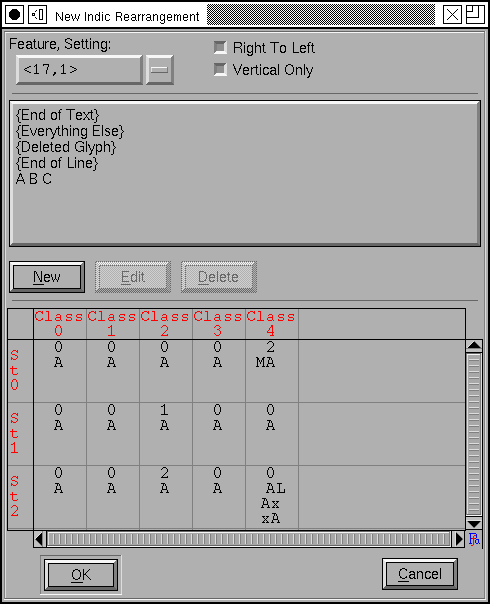 New Indic Rearrangement
Feature, Setting:
<17,1>
Right To Left
Vertical Only
{End of Text}
{Everything Else}
{Deleted Glyph}
{End of Line}
A B C
New Edit Delete
Class Class Class Class Class
0 1 2 3 4
St0 0 0 0 0 2
A A A A MA
St1 0 0 1 0 0
A A A A A
St2 0 0 2 0 0
A A A A AL
Ax
xA
OK Cancel